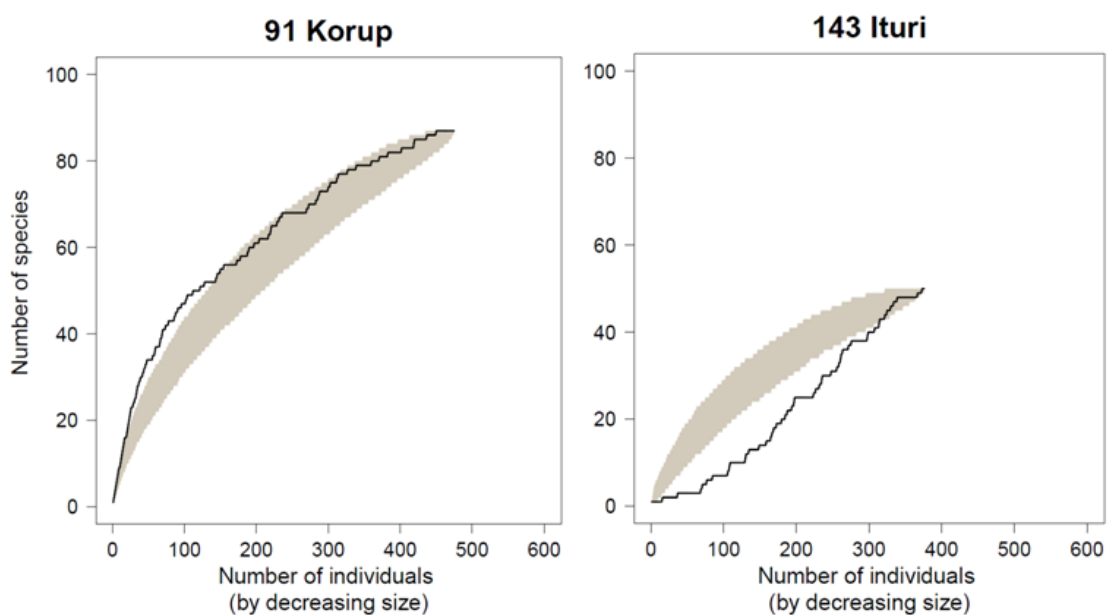 91 Korup
143 Ituri
Number of species
100
80
60
40
20
0
0 100 200 300 400 500 600
Number of individuals
(by decreasing size)
100
80
60
40
20
0
0 100 200 300 400 500 600
Number of individuals
(by decreasing size)